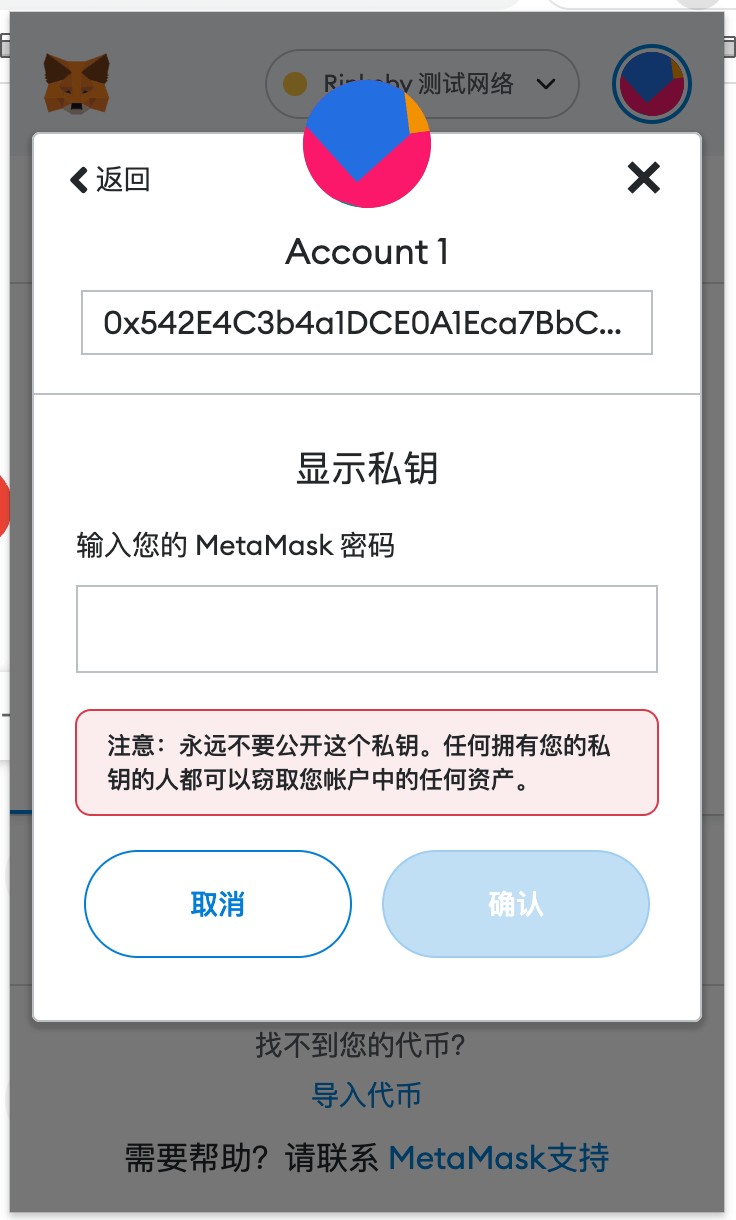 Rinkeby 测试网络
返回
Account 1
0x542E4C3b4a1DCE0A1Eca7BbC...
显示私钥
输入您的 MetaMask 密码
注意：永远不要公开这个私钥。任何拥有您的私
钥的人都可以窃取您帐户中的任何资产。
取消
确认
找不到您的代币？
导入代币
需要帮助？请联系 MetaMask支持